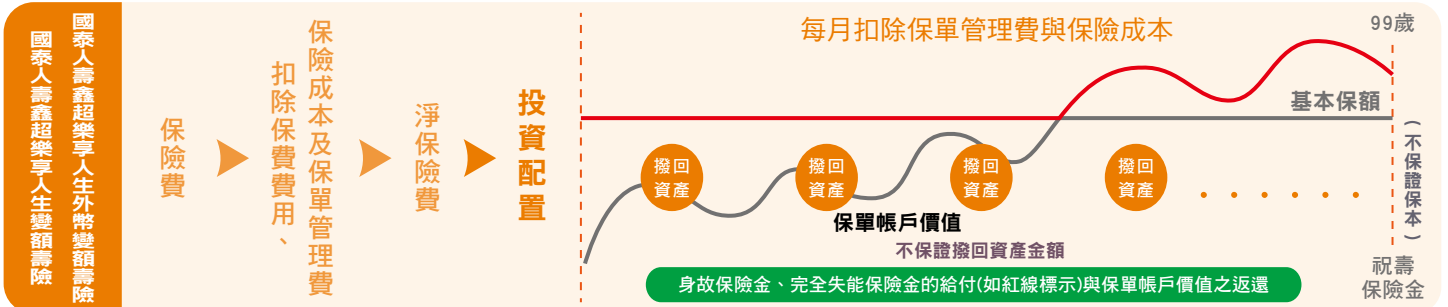 國泰人壽鑫超樂享人生外幣變額壽險
國泰人壽鑫超樂享人生變額壽險
保險費
保險成本及保單管理費
扣除保費費用、
淨保險費
投資配置
每月扣除保單管理費與保險成本
99歲
基本保額
撥回
資產
撥回
資產
撥回
資產
撥回
資產
保單帳戶價值
不保證撥回資產金額
身故保險金、完全失能保險金的給付(如紅線標示)與保單帳戶價值之返還
(不保證保本)
祝壽
保險金